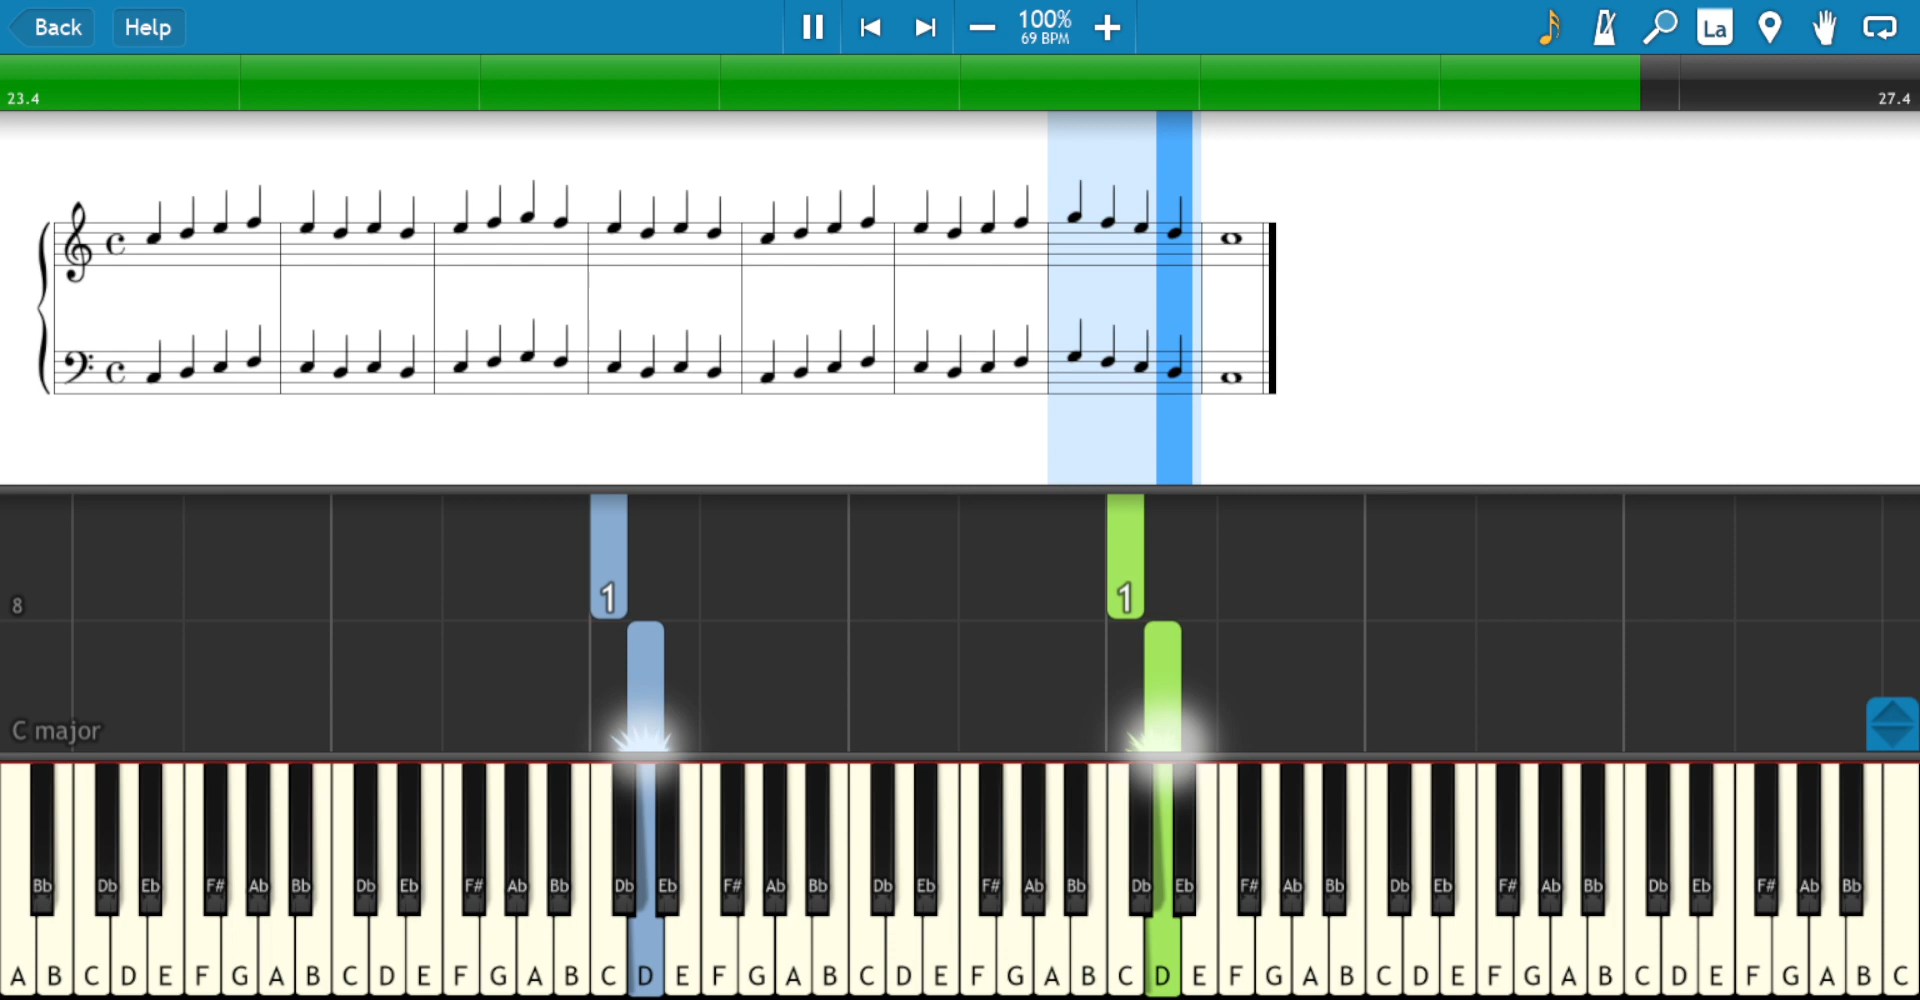 Back Help 100% La
69 BPM
23.4 27.4
1 1
8
C major
Bb Db Eb F# Ab Bb Db Eb F# Ab Bb Db Eb F# Ab Bb Db Eb F# Ab Bb Db Eb F# Ab Bb Db Eb F# Ab Bb Db Eb F# Ab Bb
A B C D E F G A B C D E F G A B C D E F G A B C D E F G A B C D E F G A B C D E F G A B C D E F G A B C